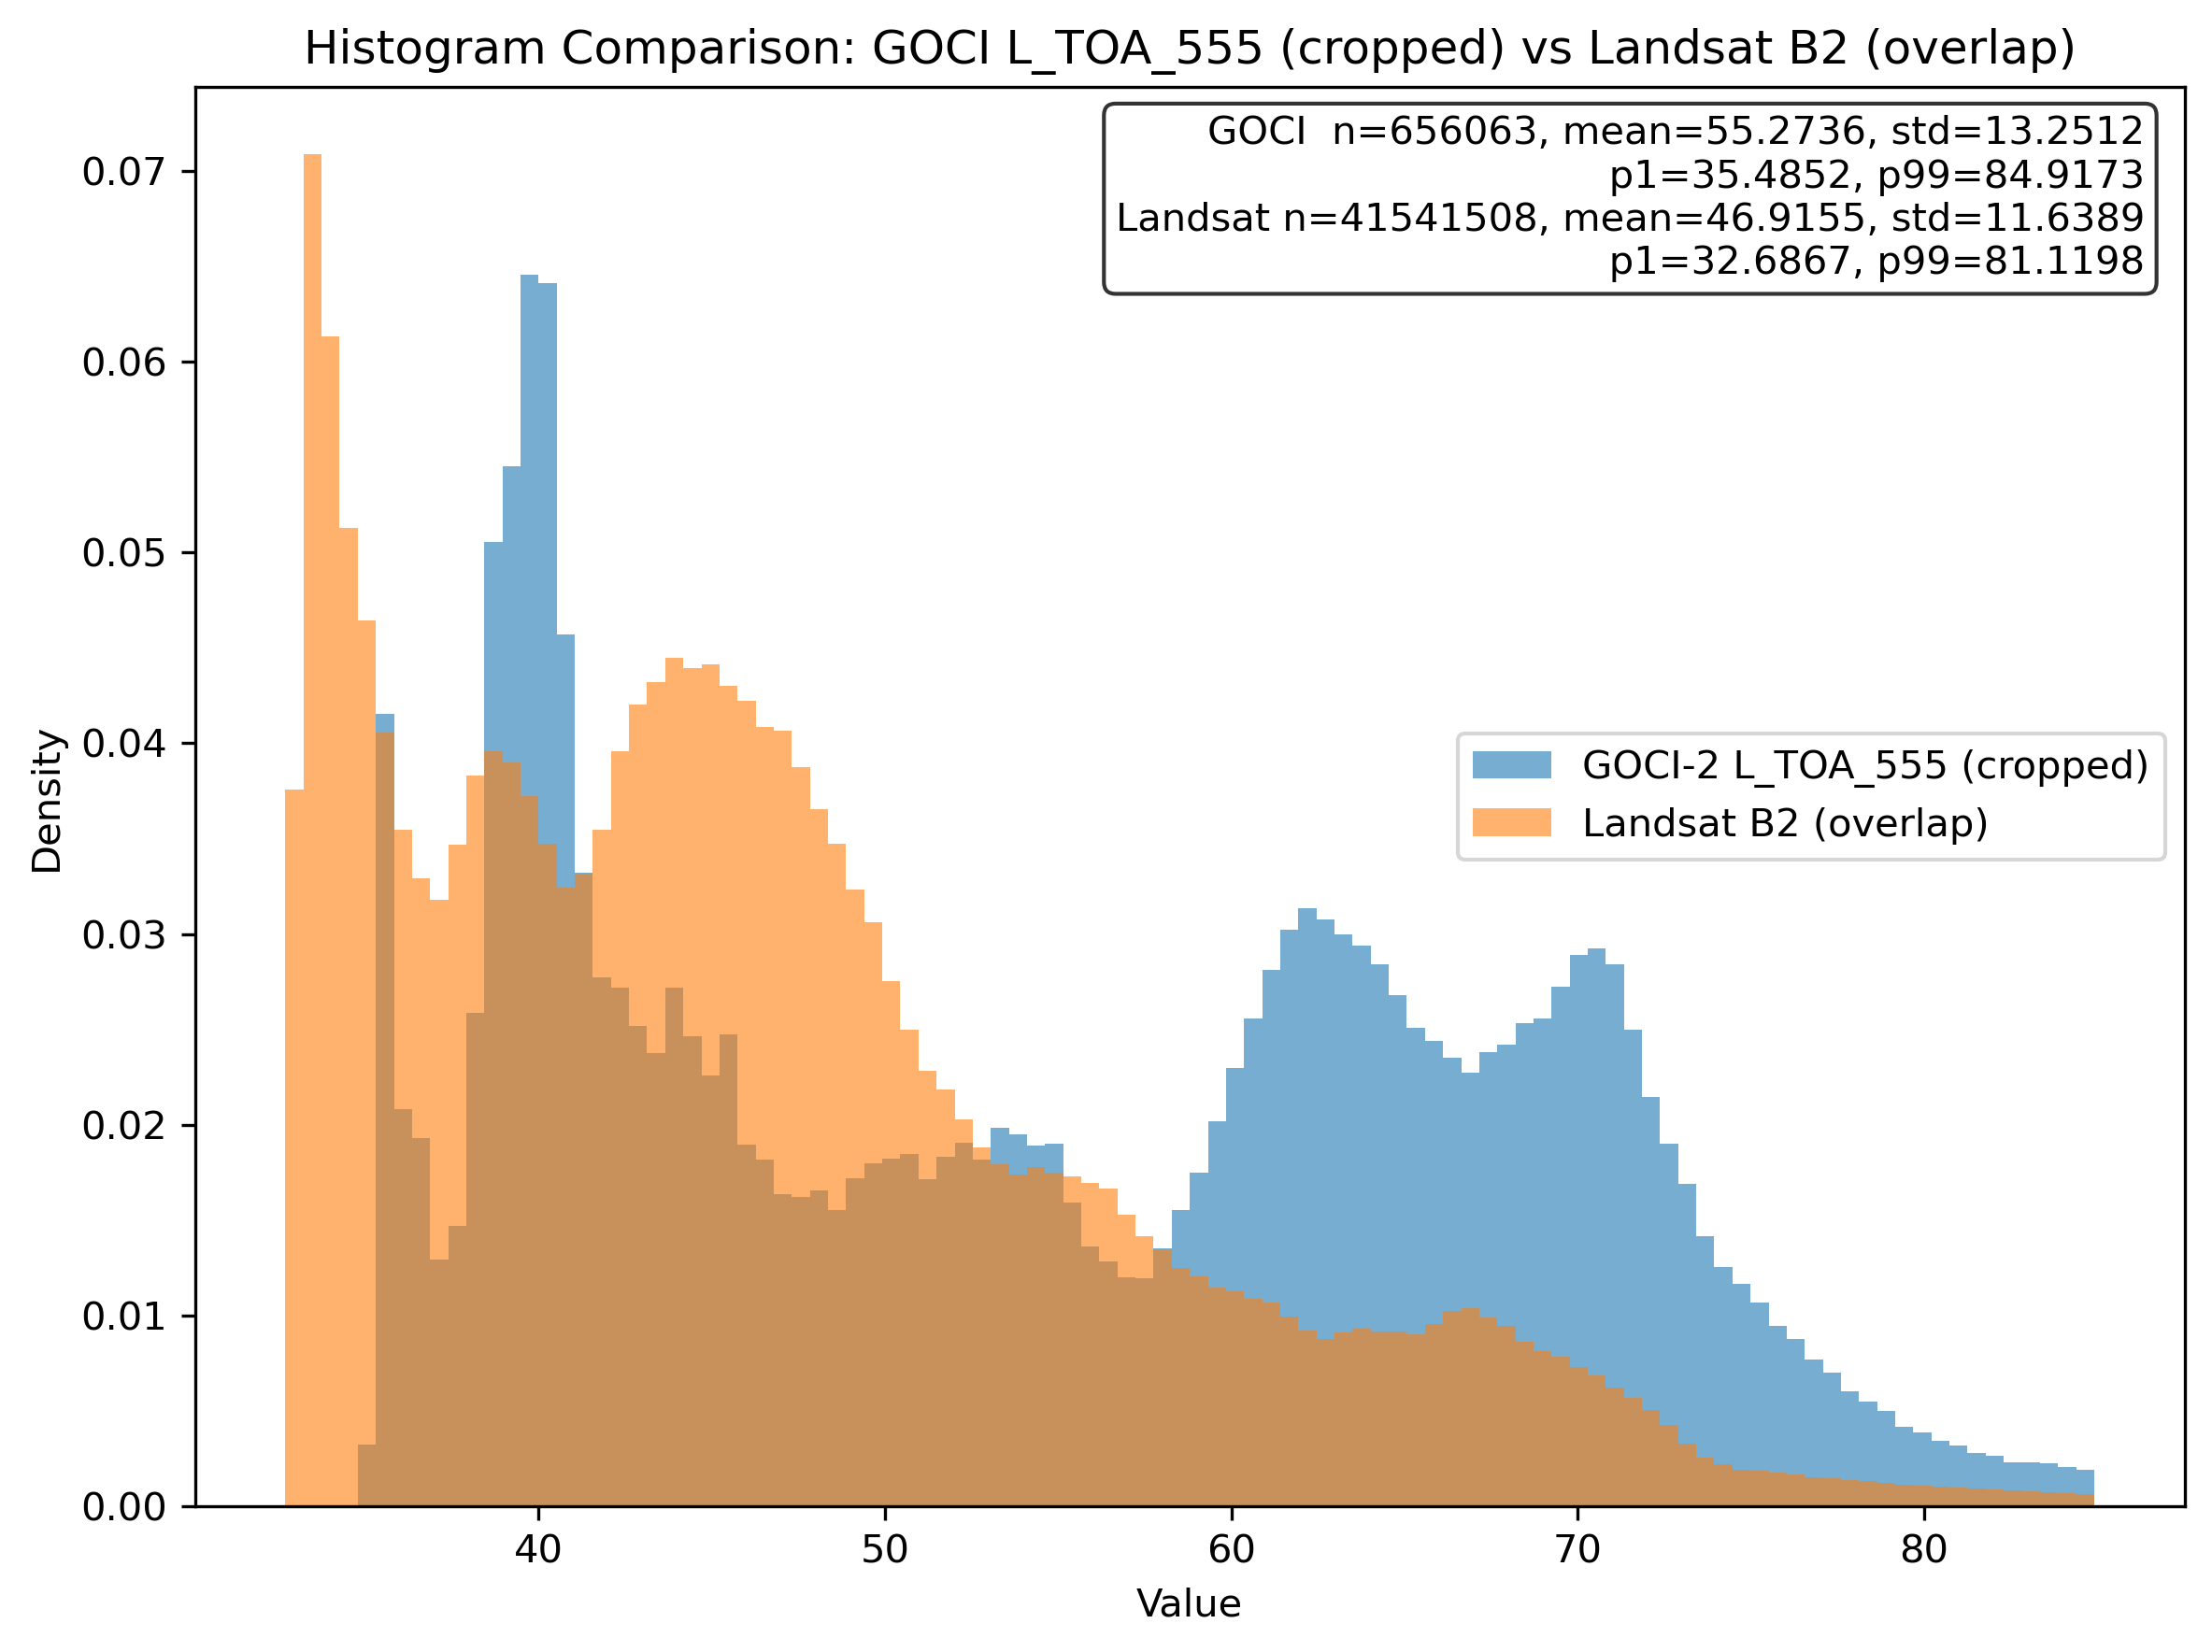 Histogram Comparison: GOCI L_TOA_555 (cropped) vs Landsat B2 (overlap)
GOCI  n=656063, mean=55.2736, std=13.2512
p1=35.4852, p99=84.9173
Landsat n=41541508, mean=46.9155, std=11.6389
p1=32.6867, p99=81.1198
0.07
0.06
0.05
0.04
0.03
0.02
0.01
0.00
Density
GOCI-2 L_TOA_555 (cropped)
Landsat B2 (overlap)
40
50
60
70
80
Value